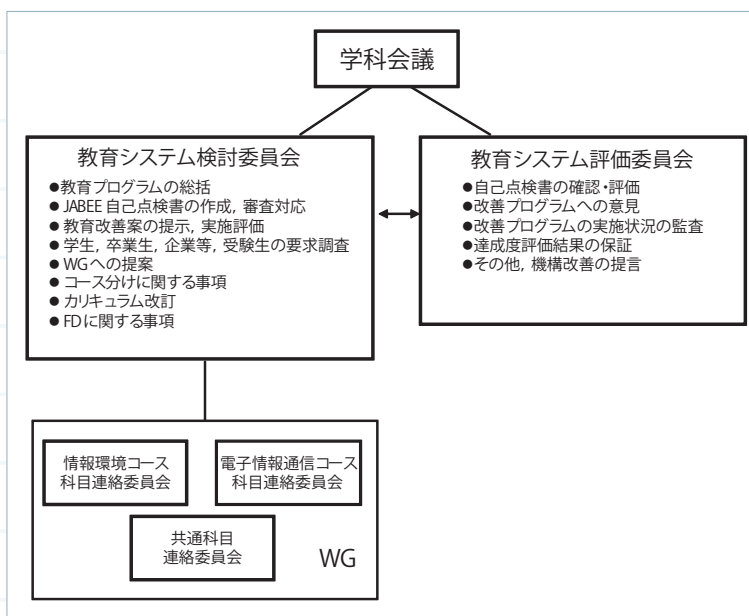 学科会議
教育システム検討委員会
●教育プログラムの総括
●JABEE 自己点検書の作成, 審査対応
●教育改善案の提示, 実施評価
●学生, 卒業生, 企業等, 受験生の要求調査
●WGへの提案
●コース分けに関する事項
●カリキュラム改訂
●FDに関する事項
教育システム評価委員会
●自己点検書の確認・評価
●改善プログラムへの意見
●改善プログラムの実施状況の監査
●達成度評価結果の保証
●その他, 機構改善の提言
情報環境コース
科目連絡委員会
電子情報通信コース
科目連絡委員会
共通科目
連絡委員会
WG